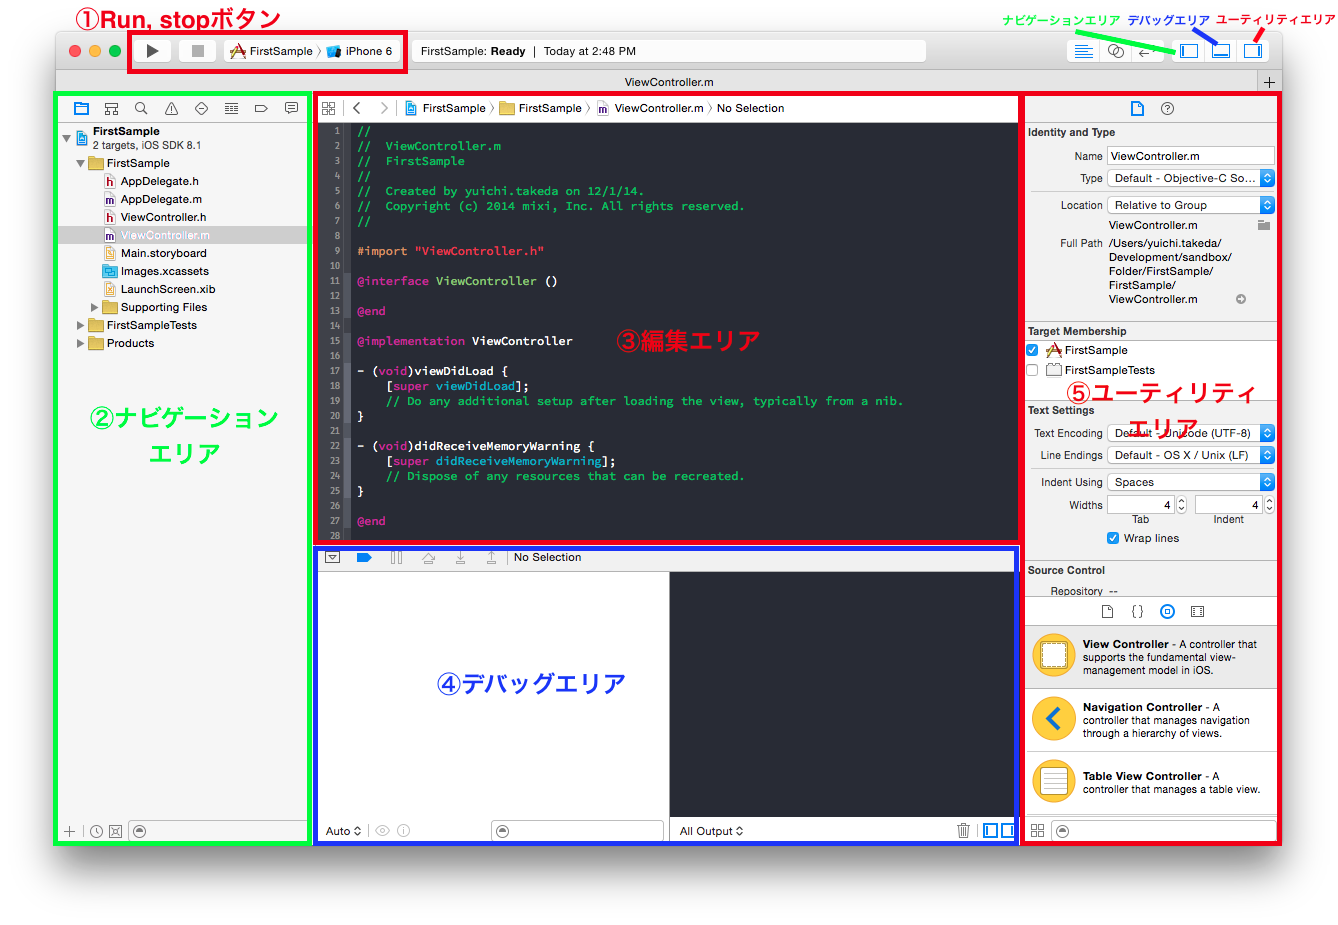 ①Run, stopボタン
ナビゲーションエリア デバッグエリア ユーティリティエリア
FirstSample 〉 iPhone 6
FirstSample: Ready | Today at 2:48 PM
ViewController.m
FirstSample
2 targets, iOS SDK 8.1
FirstSample
h AppDelegate.h
m AppDelegate.m
h ViewController.h
m ViewController.m
Main.storyboard
Images.xcassets
LaunchScreen.xib
Supporting Files
FirstSampleTests
Products
②ナビゲーション
エリア
FirstSample 〉 FirstSample 〉 m ViewController.m 〉 No Selection
1 //
2 //  ViewController.m
3 //  FirstSample
4 //
5 //  Created by yuichi.takeda on 12/1/14.
6 //  Copyright (c) 2014 mixi, Inc. All rights reserved.
7 //
8
9 #import "ViewController.h"
10
11 @interface ViewController ()
12
13 @end
14
15 @implementation ViewController
16
17 - (void)viewDidLoad {
18     [super viewDidLoad];
19     // Do any additional setup after loading the view, typically from a nib.
20 }
21
22 - (void)didReceiveMemoryWarning {
23     [super didReceiveMemoryWarning];
24     // Dispose of any resources that can be recreated.
25 }
26
27 @end
28
③編集エリア
No Selection
④デバッグエリア
Auto
All Output
Identity and Type
Name ViewController.m
Type Default - Objective-C So...
Location Relative to Group
ViewController.m
Full Path /Users/yuichi.takeda/
Development/sandbox/
Folder/FirstSample/
FirstSample/
ViewController.m
Target Membership
FirstSample
FirstSampleTests
⑤ユーティリティ
エリア
Text Settings
Text Encoding Default - Unicode (UTF-8)
Line Endings Default - OS X / Unix (LF)
Indent Using Spaces
Widths 4 4
Tab Indent
Wrap lines
Source Control
Repository --
{ }
View Controller - A controller that
supports the fundamental view-
management model in iOS.
Navigation Controller - A
controller that manages navigation
through a hierarchy of views.
Table View Controller - A
controller that manages a table view.